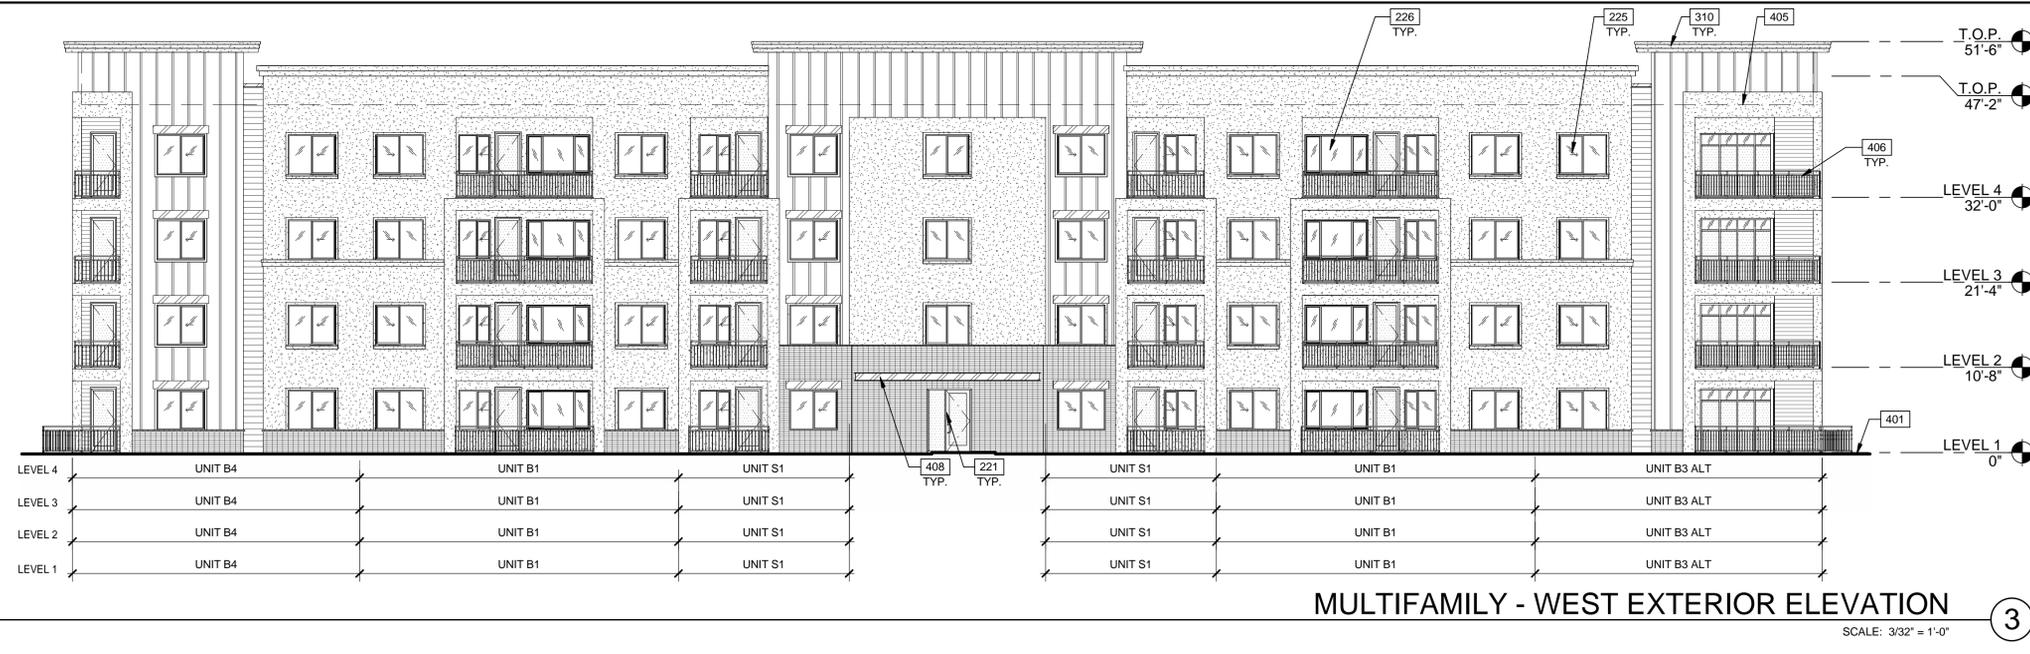 226
TYP.
225
TYP.
310
TYP.
405
T.O.P.
51'-6"
T.O.P.
47'-2"
406
TYP.
LEVEL 4
32'-0"
LEVEL 3
21'-4"
LEVEL 2
10'-8"
401
LEVEL 1
0"
408
TYP.
221
TYP.
LEVEL 4 UNIT B4 UNIT B1 UNIT S1 UNIT S1 UNIT B1 UNIT B3 ALT
LEVEL 3 UNIT B4 UNIT B1 UNIT S1 UNIT S1 UNIT B1 UNIT B3 ALT
LEVEL 2 UNIT B4 UNIT B1 UNIT S1 UNIT S1 UNIT B1 UNIT B3 ALT
LEVEL 1 UNIT B4 UNIT B1 UNIT S1 UNIT S1 UNIT B1 UNIT B3 ALT
MULTIFAMILY - WEST EXTERIOR ELEVATION
3
SCALE: 3/32" = 1'-0"